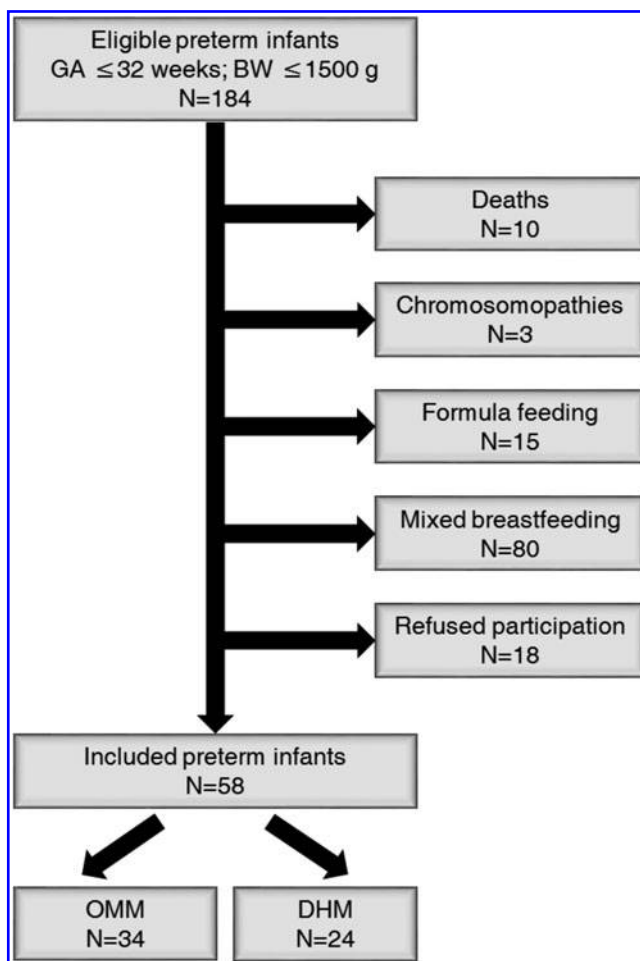 Eligible preterm infants
GA ≤32 weeks; BW ≤1500 g
N=184
Deaths
N=10
Chromosomopathies
N=3
Formula feeding
N=15
Mixed breastfeeding
N=80
Refused participation
N=18
Included preterm infants
N=58
OMM
N=34
DHM
N=24